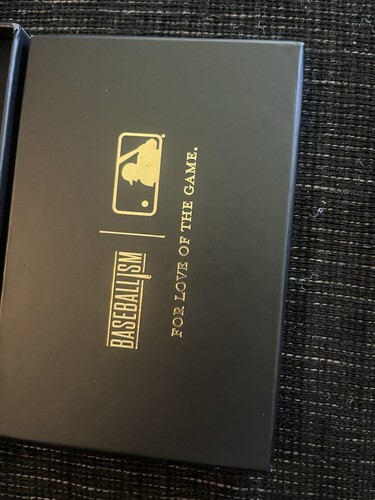 BASEBALLISM
FOR LOVE OF THE GAME.